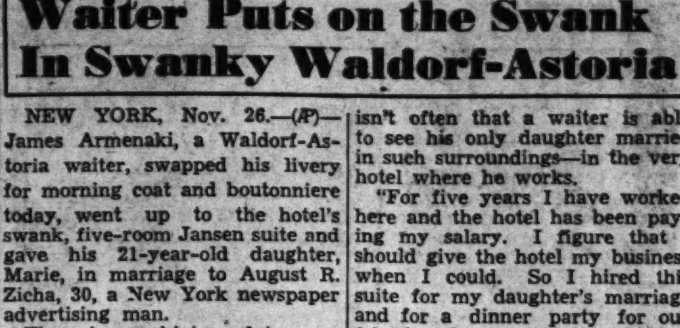 Waiter Puts on the Swank
In Swanky Waldorf-Astoria
NEW YORK, Nov. 26.—(AP)—
James Armenaki, a Waldorf-As-
toria waiter, swapped his livery
for morning coat and boutonniere
today, went up to the hotel's
swank, five-room Jansen suite and
gave his 21-year-old daughter,
Marie, in marriage to August R.
Zicha, 30, a New York newspaper
advertising man.
isn't often that a waiter is abl
to see his only daughter marrie
in such surroundings—in the ver
hotel where he works.
"For five years I have worke
here and the hotel has been pay
ing my salary. I figure that
should give the hotel my busines
when I could. So I hired thi
suite for my daughter's marriag
and for a dinner party for ou